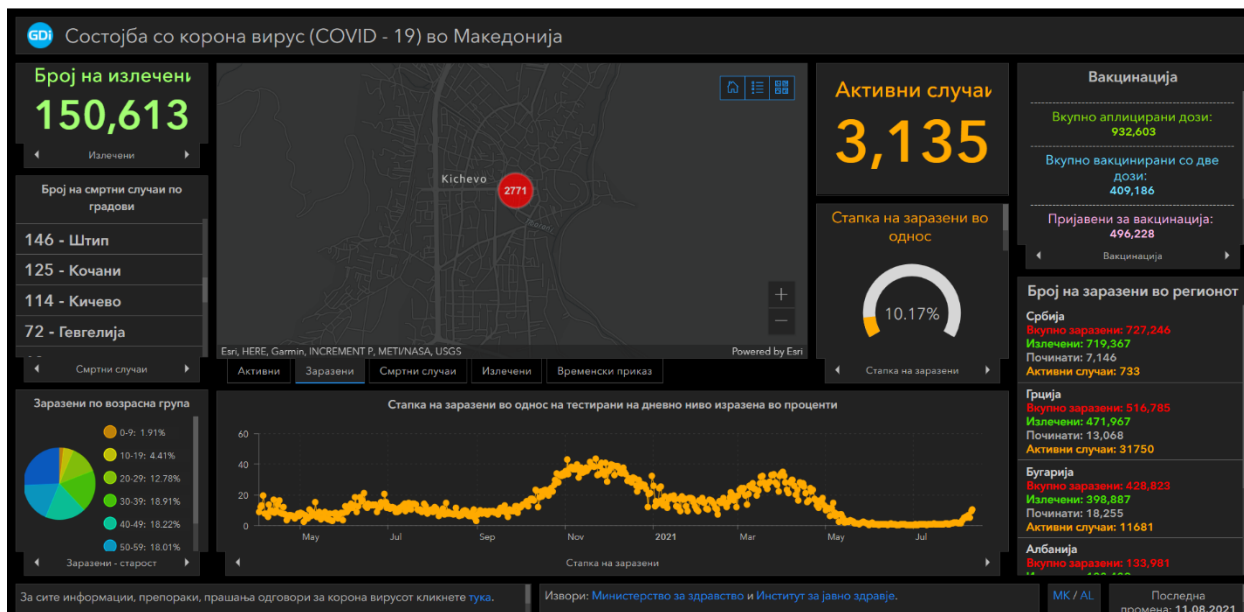 GDi
Состојба со корона вирус (COVID - 19) во Македонија
Број на излечени
150,613
Излечени
Број на смртни случаи по
градови
146 - Штип
125 - Кочани
114 - Кичево
72 - Гевгелија
Смртни случаи
Заразени по возрасна група
0-9: 1.91%
10-19: 4.41%
20-29: 12.78%
30-39: 18.91%
40-49: 18.22%
50-59: 18.01%
Заразени - старост
Kichevo
2771
Esri, HERE, Garmin, INCREMENT P, METI/NASA, USGS
Powered by Esri
Активни
Заразени
Смртни случаи
Излечени
Временски приказ
Стапка на заразени во однос на тестирани на дневно ниво изразена во проценти
60
40
20
0
May
Jul
Sep
Nov
2021
Mar
May
Jul
Стапка на заразени
Активни случаи
3,135
Стапка на заразени во
однос
10.17%
Стапка на заразени
Вакцинација
Вкупно аплицирани дози:
932,603
Вкупно вакцинирани со две
дози:
409,186
Пријавени за вакцинација:
496,228
Вакцинација
Број на заразени во регионот
Србија
Вкупно заразени: 727,246
Излечени: 719,367
Починати: 7,146
Активни случаи: 733
Грција
Вкупно заразени: 516,785
Излечени: 471,967
Починати: 13,068
Активни случаи: 31750
Бугарија
Вкупно заразени: 428,823
Излечени: 398,887
Починати: 18,255
Активни случаи: 11681
Албанија
Вкупно заразени: 133,981
За сите информации, препораки, прашања одговори за корона вирусот кликнете тука.
Извори: Министерство за здравство и Институт за јавно здравје.
MK / AL
Последна
промена: 11.08.2021